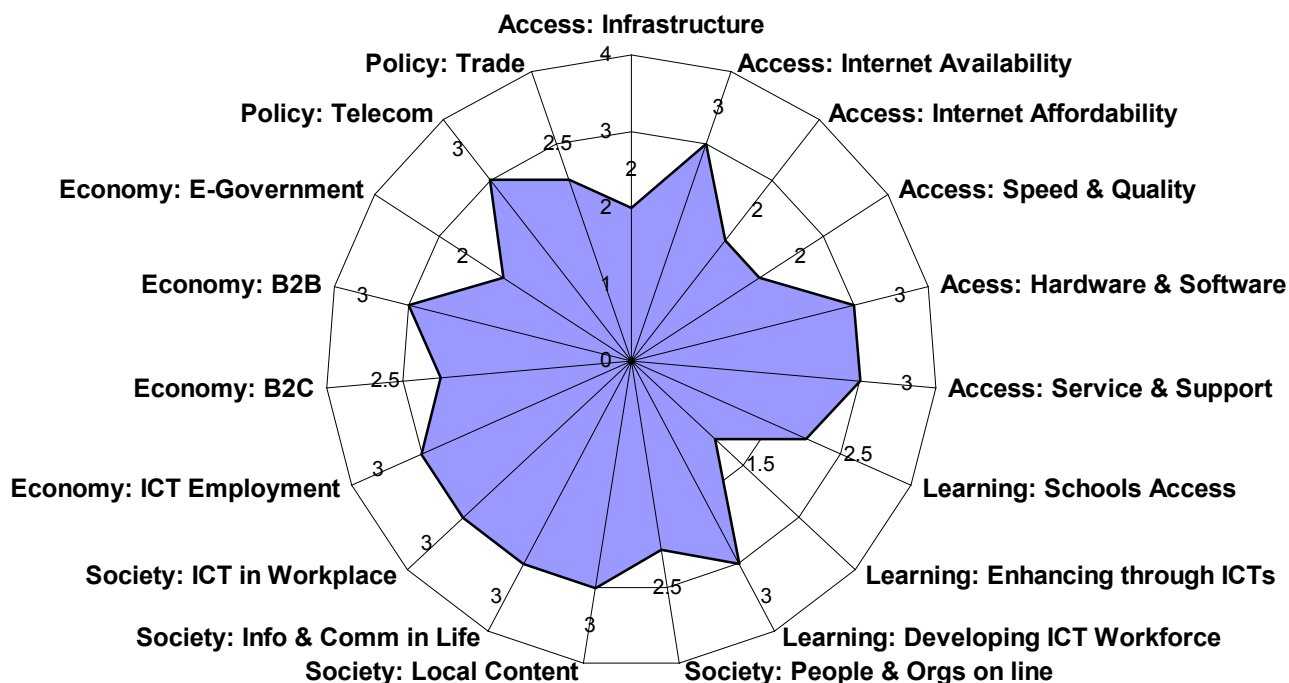 Access: Infrastructure
4
Policy: Trade
Access: Internet Availability
3
Policy: Telecom
Access: Internet Affordability
3
2.5
3
2
Economy: E-Government
Access: Speed & Quality
2
2
2
2
Economy: B2B
Acess: Hardware & Software
3
1
3
0
Economy: B2C
2.5
3
Access: Service & Support
Economy: ICT Employment
3
1.5
2.5
Learning: Schools Access
Society: ICT in Workplace
3
Learning: Enhancing through ICTs
3
2.5
3
Society: Info & Comm in Life
3
Learning: Developing ICT Workforce
Society: Local Content
Society: People & Orgs on line